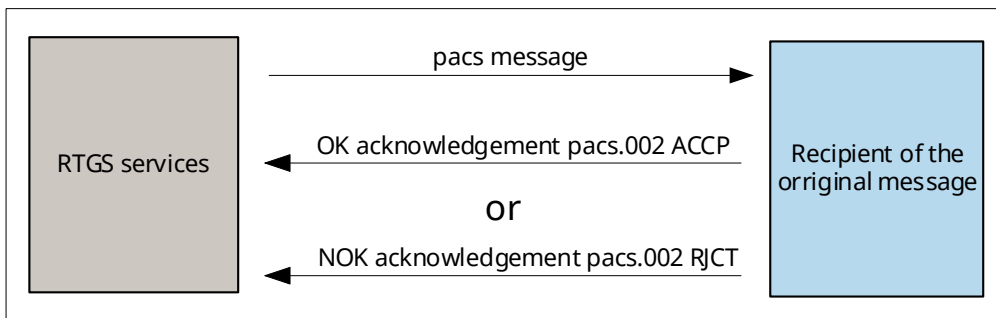 pacs message
RTGS services
OK acknowledgement pacs.002 ACCP
or
NOK acknowledgement pacs.002 RJCT
Recipient of the
orriginal message